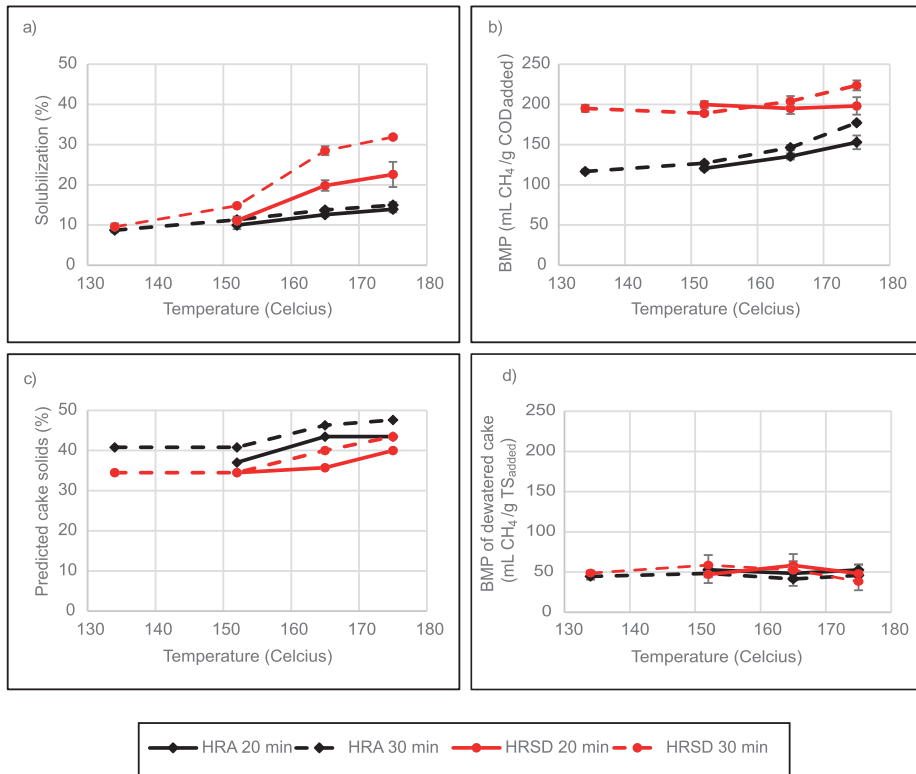 a)
Solubilization (%)
50
40
30
20
10
0
130 140 150 160 170 180
Temperature (Celcius)
b)
BMP (mL CH4 /g CODadded)
250
200
150
100
50
0
130 140 150 160 170 180
Temperature (Celcius)
c)
Predicted cake solids (%)
50
40
30
20
10
0
130 140 150 160 170 180
Temperature (Celcius)
d)
BMP of dewatered cake
(mL CH4 /g TSadded)
250
200
150
100
50
0
130 140 150 160 170 180
Temperature (Celcius)
HRA 20 min HRA 30 min HRSD 20 min HRSD 30 min